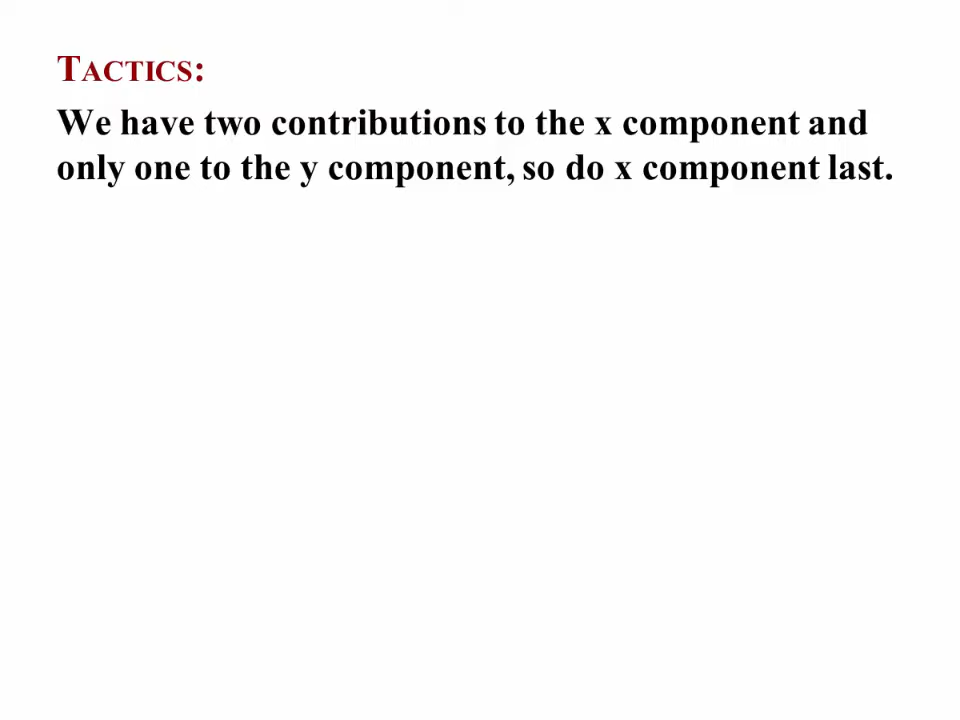 TACTICS:
We have two contributions to the x component and
only one to the y component, so do x component last.